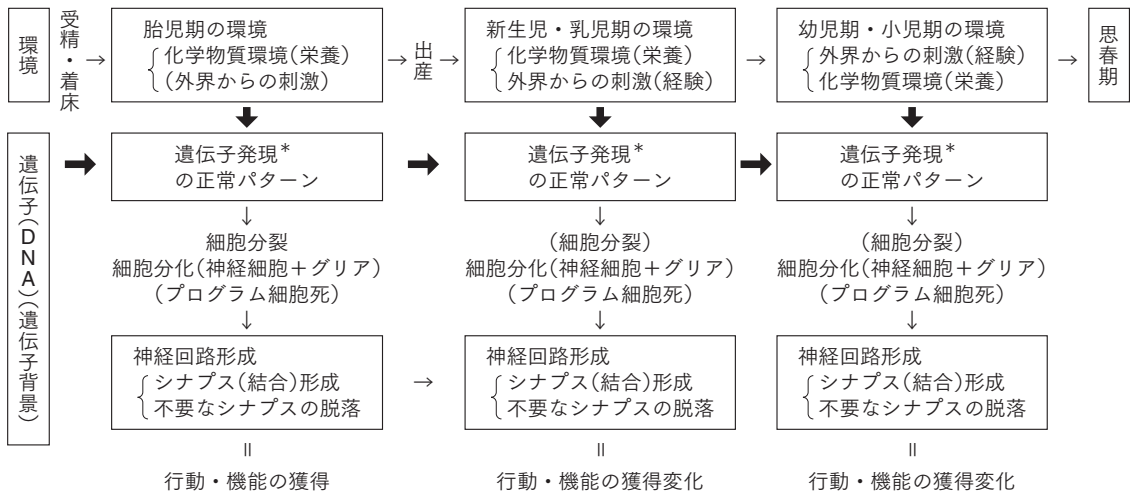 環境
受精・着床
→
胎児期の環境
化学物質環境(栄養)
(外界からの刺激)
→
出産
→
新生児・乳児期の環境
化学物質環境(栄養)
外界からの刺激(経験)
→
幼児期・小児期の環境
外界からの刺激(経験)
化学物質環境(栄養)
→
思春期
遺伝子(DNA)(遺伝子背景)
遺伝子発現*
の正常パターン
遺伝子発現*
の正常パターン
遺伝子発現*
の正常パターン
↓
細胞分裂
細胞分化(神経細胞+グリア)
(プログラム細胞死)
↓
↓
(細胞分裂)
細胞分化(神経細胞+グリア)
(プログラム細胞死)
↓
↓
(細胞分裂)
細胞分化(神経細胞+グリア)
(プログラム細胞死)
↓
神経回路形成
シナプス(結合)形成
不要なシナプスの脱落
→
神経回路形成
シナプス(結合)形成
不要なシナプスの脱落
神経回路形成
シナプス(結合)形成
不要なシナプスの脱落
=
行動・機能の獲得
=
行動・機能の獲得変化
=
行動・機能の獲得変化